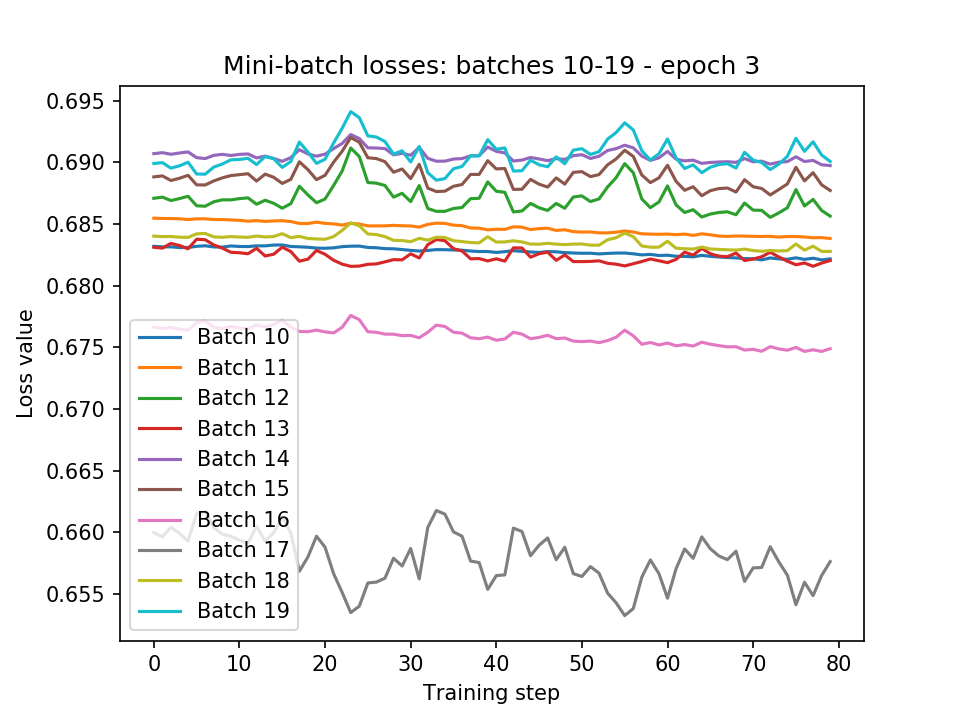 Mini-batch losses: batches 10-19 - epoch 3
0.695
0.690
0.685
0.680
0.675
0.670
0.665
0.660
0.655
Loss value
Batch 10
Batch 11
Batch 12
Batch 13
Batch 14
Batch 15
Batch 16
Batch 17
Batch 18
Batch 19
0 10 20 30 40 50 60 70 80
Training step